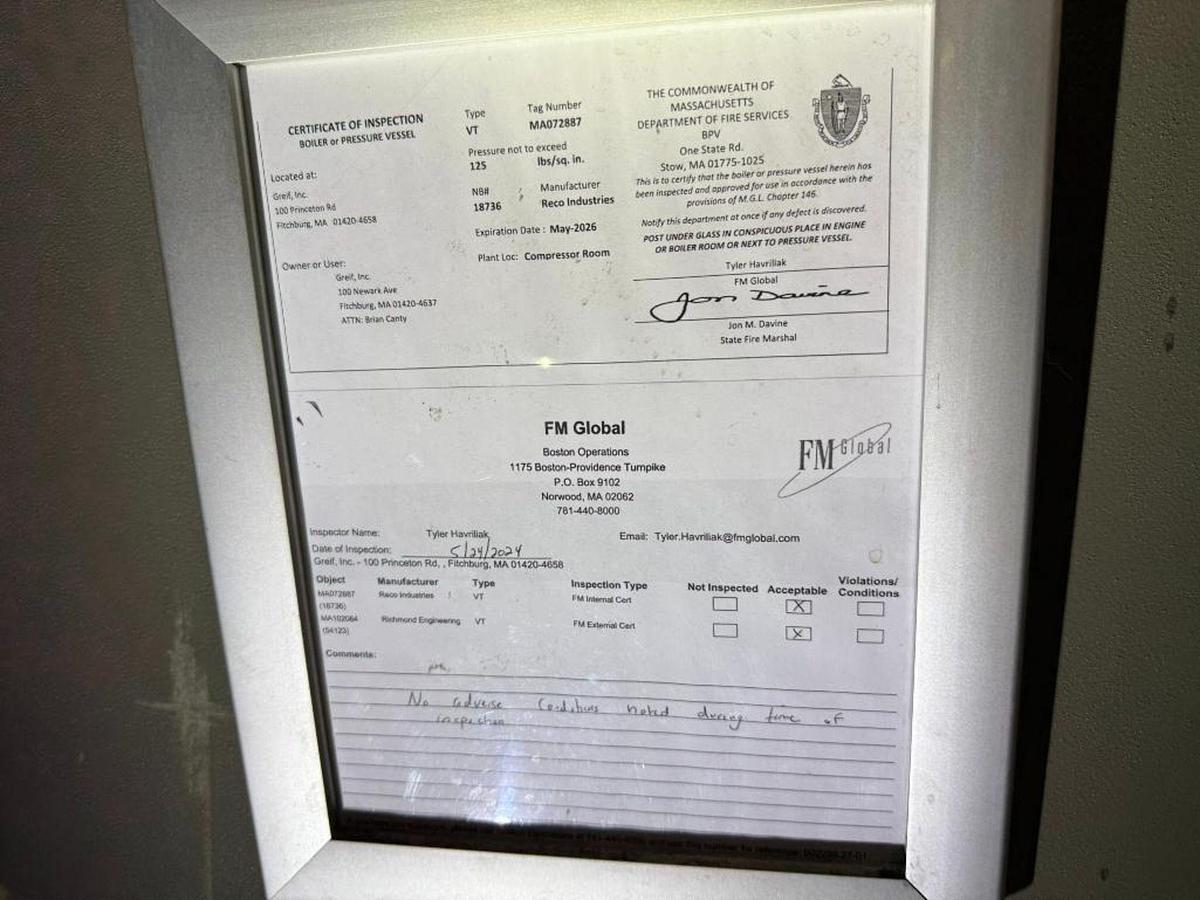 CERTIFICATE OF INSPECTION
BOILER or PRESSURE VESSEL
Located at:
Greif, Inc.
100 Princeton Rd
Fitchburg, MA 01420-4658
Owner or User:
Greif, Inc.
100 Newark Ave
Fitchburg, MA 01420-4637
ATTN: Brian Canty
Type Tag Number
VT MA072887
Pressure not to exceed
125 lbs/sq. in.
NB# Manufacturer
18736 Reco Industries
Expiration Date : May-2026
Plant Loc: Compressor Room
THE COMMONWEALTH OF
MASSACHUSETTS
DEPARTMENT OF FIRE SERVICES
BPV
One State Rd.
Stow, MA 01775-1025
This is to certify that the boiler or pressure vessel herein has
been inspected and approved for use in accordance with the
provisions of M.G.L. Chapter 146.
Notify this department at once if any defect is discovered.
POST UNDER GLASS IN CONSPICUOUS PLACE IN ENGINE
OR BOILER ROOM OR NEXT TO PRESSURE VESSEL.
Tyler Havriliak
FM Global
Jon Davine
Jon M. Davine
State Fire Marshal
FM Global
Boston Operations
1175 Boston-Providence Turnpike
P.O. Box 9102
Norwood, MA 02062
781-440-8000
FM Global
Inspector Name: Tyler Havriliak Email: Tyler.Havriliak@fmglobal.com
Date of Inspection: 5/24/2024
Greif, Inc. - 100 Princeton Rd, , Fitchburg, MA 01420-4658
Object Manufacturer Type Inspection Type Not Inspected Acceptable Violations/
Conditions
MA072887 Reco Industries VT FM Internal Cert X
(18736)
MA102084 Richmond Engineering VT FM External Cert X
(54123)
Comments:
No adverse conditions noted during time of
inspection